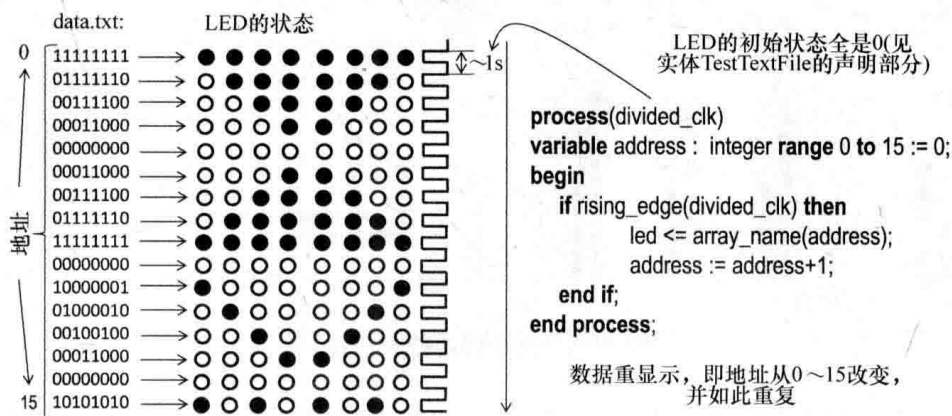 data.txt:
LED的状态
0
11111111
01111110
00111100
00011000
00000000
00011000
00111100
01111110
11111111
00000000
10000001
01000010
00100100
00011000
00000000
15
10101010
地址
~1s
LED的初始状态全是0(见
实体TestTextFile的声明部分)
process(divided_clk)
variable address : integer range 0 to 15 := 0;
begin
if rising_edge(divided_clk) then
led <= array_name(address);
address := address+1;
end if;
end process;
数据重显示，即地址从0～15改变，
并如此重复